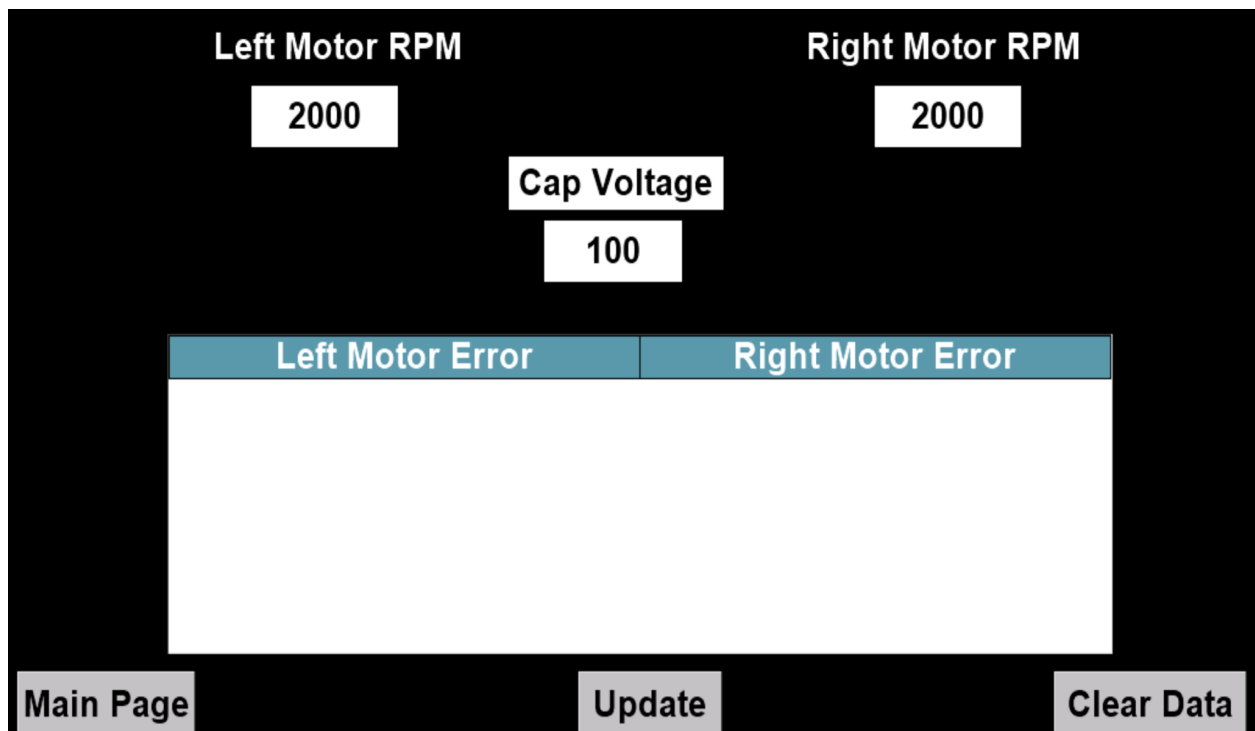 Left Motor RPM Right Motor RPM
2000 2000
Cap Voltage
100
Left Motor Error Right Motor Error
Main Page Update Clear Data